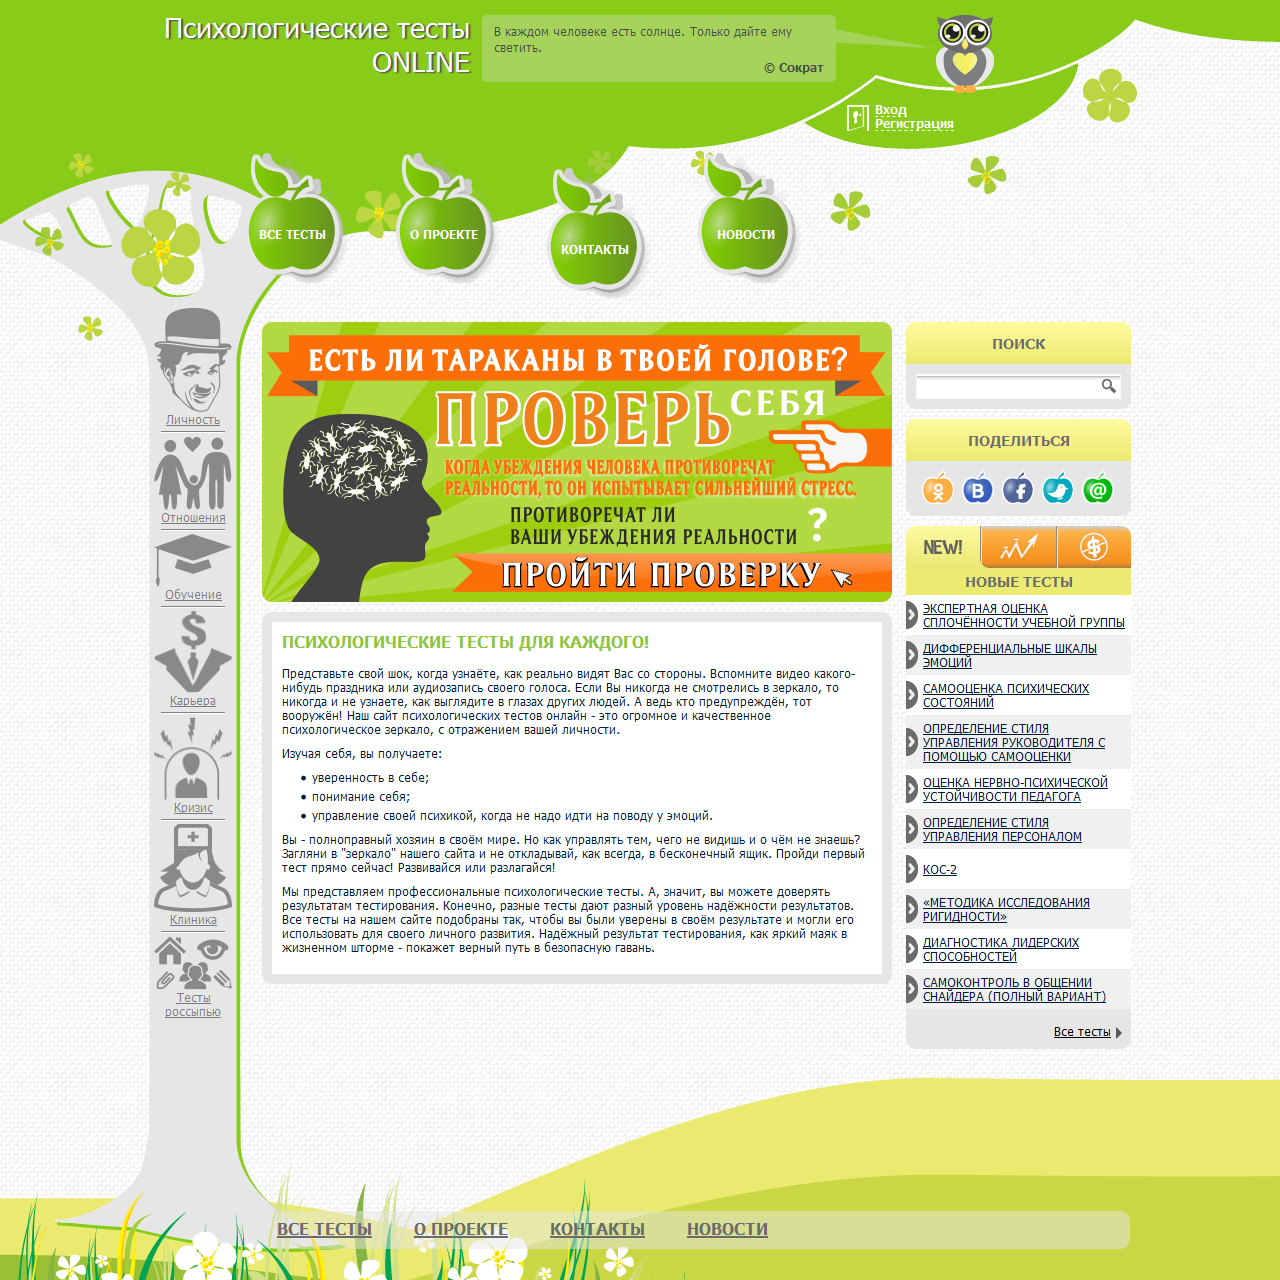 Психологические тесты
ONLINE
В каждом человеке есть солнце. Только дайте ему
светить.
© Сократ
Вход
Регистрация
ВСЕ ТЕСТЫ
О ПРОЕКТЕ
КОНТАКТЫ
НОВОСТИ
Личность
Отношения
Обучение
Карьера
Кризис
Клиника
Тесты
россыпью
ЕСТЬ ЛИ ТАРАКАНЫ В ТВОЕЙ ГОЛОВЕ?
ПРОВЕРЬ СЕБЯ
КОГДА УБЕЖДЕНИЯ ЧЕЛОВЕКА ПРОТИВОРЕЧАТ
РЕАЛЬНОСТИ, ТО ОН ИСПЫТЫВАЕТ СИЛЬНЕЙШИЙ СТРЕСС.
ПРОТИВОРЕЧАТ ЛИ
ВАШИ УБЕЖДЕНИЯ РЕАЛЬНОСТИ ?
ПРОЙТИ ПРОВЕРКУ
ПСИХОЛОГИЧЕСКИЕ ТЕСТЫ ДЛЯ КАЖДОГО!
Представьте свой шок, когда узнаёте, как реально видят Вас со стороны. Вспомните видео какого-
нибудь праздника или аудиозапись своего голоса. Если Вы никогда не смотрелись в зеркало, то
никогда и не узнаете, как выглядите в глазах других людей. А ведь кто предупреждён, тот
вооружён! Наш сайт психологических тестов онлайн - это огромное и качественное
психологическое зеркало, с отражением вашей личности.
Изучая себя, вы получаете:
• уверенность в себе;
• понимание себя;
• управление своей психикой, когда не надо идти на поводу у эмоций.
Вы - полноправный хозяин в своём мире. Но как управлять тем, чего не видишь и о чём не знаешь?
Загляни в "зеркало" нашего сайта и не откладывай, как всегда, в бесконечный ящик. Пройди первый
тест прямо сейчас! Развивайся или разлагайся!
Мы представляем профессиональные психологические тесты. А, значит, вы можете доверять
результатам тестирования. Конечно, разные тесты дают разный уровень надёжности результатов.
Все тесты на нашем сайте подобраны так, чтобы вы были уверены в своём результате и могли его
использовать для своего личного развития. Надёжный результат тестирования, как яркий маяк в
жизненном шторме - покажет верный путь в безопасную гавань.
ПОИСК
ПОДЕЛИТЬСЯ
NEW!
НОВЫЕ ТЕСТЫ
ЭКСПЕРТНАЯ ОЦЕНКА
СПЛОЧЁННОСТИ УЧЕБНОЙ ГРУППЫ
ДИФФЕРЕНЦИАЛЬНЫЕ ШКАЛЫ
ЭМОЦИЙ
САМООЦЕНКА ПСИХИЧЕСКИХ
СОСТОЯНИЙ
ОПРЕДЕЛЕНИЕ СТИЛЯ
УПРАВЛЕНИЯ РУКОВОДИТЕЛЯ С
ПОМОЩЬЮ САМООЦЕНКИ
ОЦЕНКА НЕРВНО-ПСИХИЧЕСКОЙ
УСТОЙЧИВОСТИ ПЕДАГОГА
ОПРЕДЕЛЕНИЕ СТИЛЯ
УПРАВЛЕНИЯ ПЕРСОНАЛОМ
КОС-2
«МЕТОДИКА ИССЛЕДОВАНИЯ
РИГИДНОСТИ»
ДИАГНОСТИКА ЛИДЕРСКИХ
СПОСОБНОСТЕЙ
САМОКОНТРОЛЬ В ОБЩЕНИИ
СНАЙДЕРА (ПОЛНЫЙ ВАРИАНТ)
Все тесты
ВСЕ ТЕСТЫ
О ПРОЕКТЕ
КОНТАКТЫ
НОВОСТИ